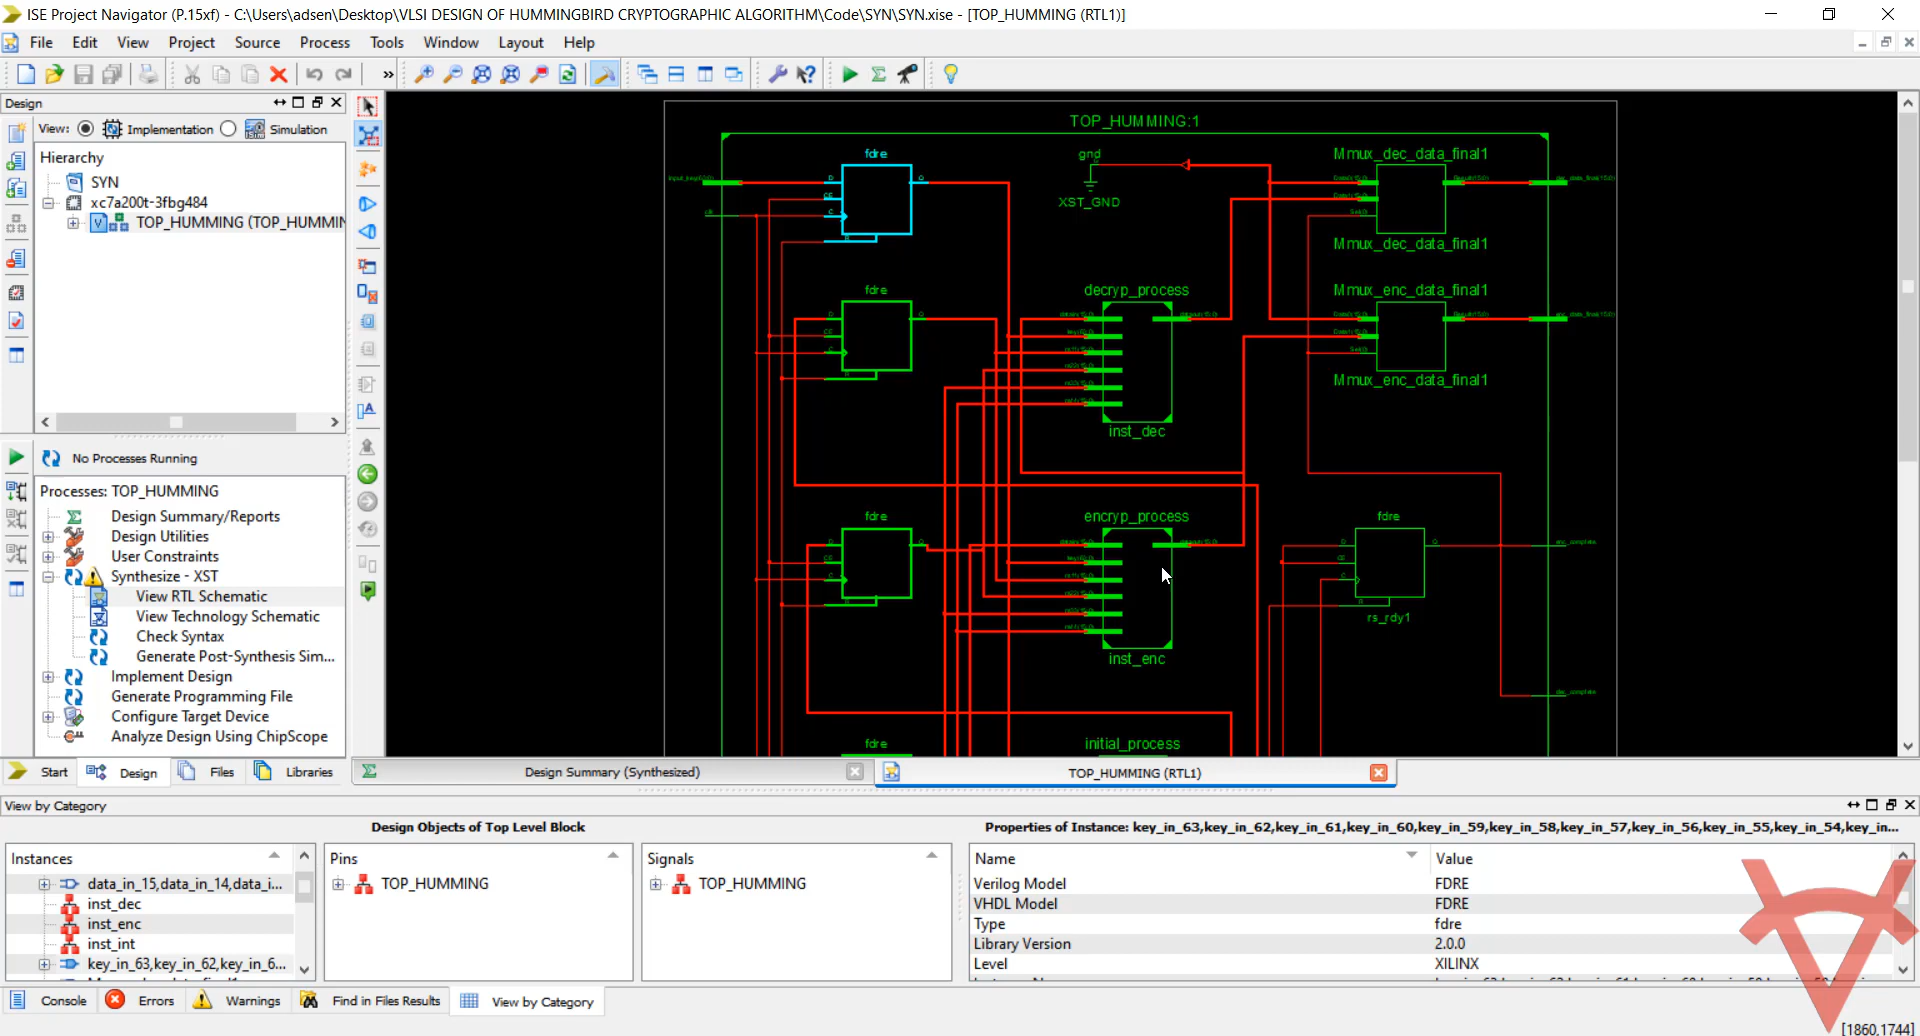 ISE Project Navigator (P.15xf) - C:\Users\adsen\Desktop\VLSI DESIGN OF HUMMINGBIRD CRYPTOGRAPHIC ALGORITHM\Code\SYN\SYN.xise - [TOP_HUMMING (RTL1)]
File Edit View Project Source Process Tools Window Layout Help
»
Design
View: Implementation Simulation
Hierarchy
SYN
xc7a200t-3fbg484
TOP_HUMMING (TOP_HUMMIN
No Processes Running
Processes: TOP_HUMMING
Design Summary/Reports
Design Utilities
User Constraints
Synthesize - XST
View RTL Schematic
View Technology Schematic
Check Syntax
Generate Post-Synthesis Sim...
Implement Design
Generate Programming File
Configure Target Device
Analyze Design Using ChipScope
Start Design Files Libraries
TOP_HUMMING:1
fdre
gnd
XST_GND
Mmux_dec_data_final1
Mmux_dec_data_final1
fdre
decryp_process
inst_dec
Mmux_enc_data_final1
Mmux_enc_data_final1
fdre
encryp_process
inst_enc
fdre
rs_rdy1
fdre
initial_process
Design Summary (Synthesized)
TOP_HUMMING (RTL1)
View by Category
Design Objects of Top Level Block
Properties of Instance: key_in_63,key_in_62,key_in_61,key_in_60,key_in_59,key_in_58,key_in_57,key_in_56,key_in_55,key_in_54,key_in...
Instances
data_in_15,data_in_14,data_i...
inst_dec
inst_enc
inst_int
key_in_63,key_in_62,key_in_6...
Pins
TOP_HUMMING
Signals
TOP_HUMMING
Name Value
Verilog Model FDRE
VHDL Model FDRE
Type fdre
Library Version 2.0.0
Level XILINX
Console Errors Warnings Find in Files Results View by Category
[1860,1744]